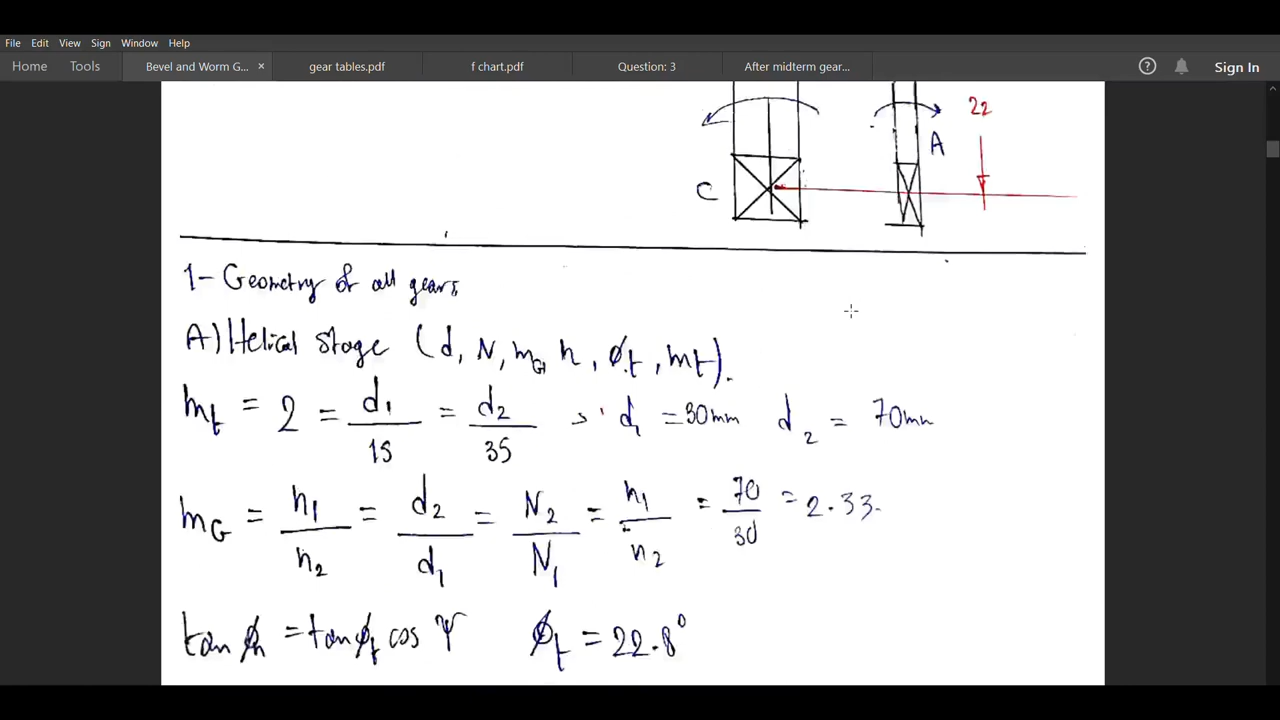 File Edit View Sign Window Help
Home Tools Bevel and Worm G... × gear tables.pdf f chart.pdf Question: 3 After midterm gear... ? Sign In
22
A
C
1- Geometry of all gears
A) Helical Stage (d, N, mG, n, φt, mt).
mt = 2 = d1/15 = d2/35 d1 = 30mm d2 = 70mm
mG = n1/n2 = d2/d1 = N2/N1 = n1/n2 = 70/30 = 2.33.
tan φn = tan φt cos Ψ φt = 22.8°